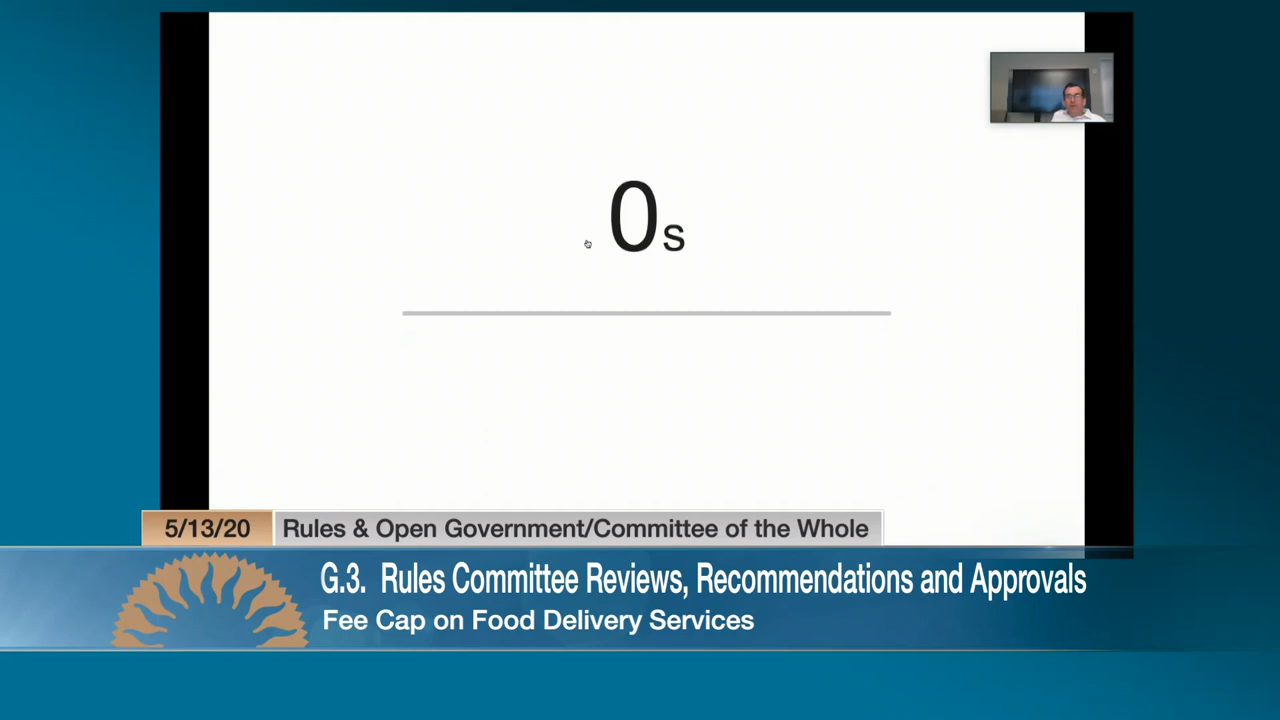 0s
5/13/20 Rules & Open Government/Committee of the Whole
G.3. Rules Committee Reviews, Recommendations and Approvals
Fee Cap on Food Delivery Services